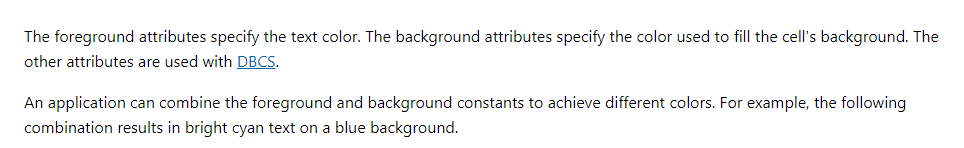 The foreground attributes specify the text color. The background attributes specify the color used to fill the cell's background. The
other attributes are used with DBCS.
An application can combine the foreground and background constants to achieve different colors. For example, the following
combination results in bright cyan text on a blue background.